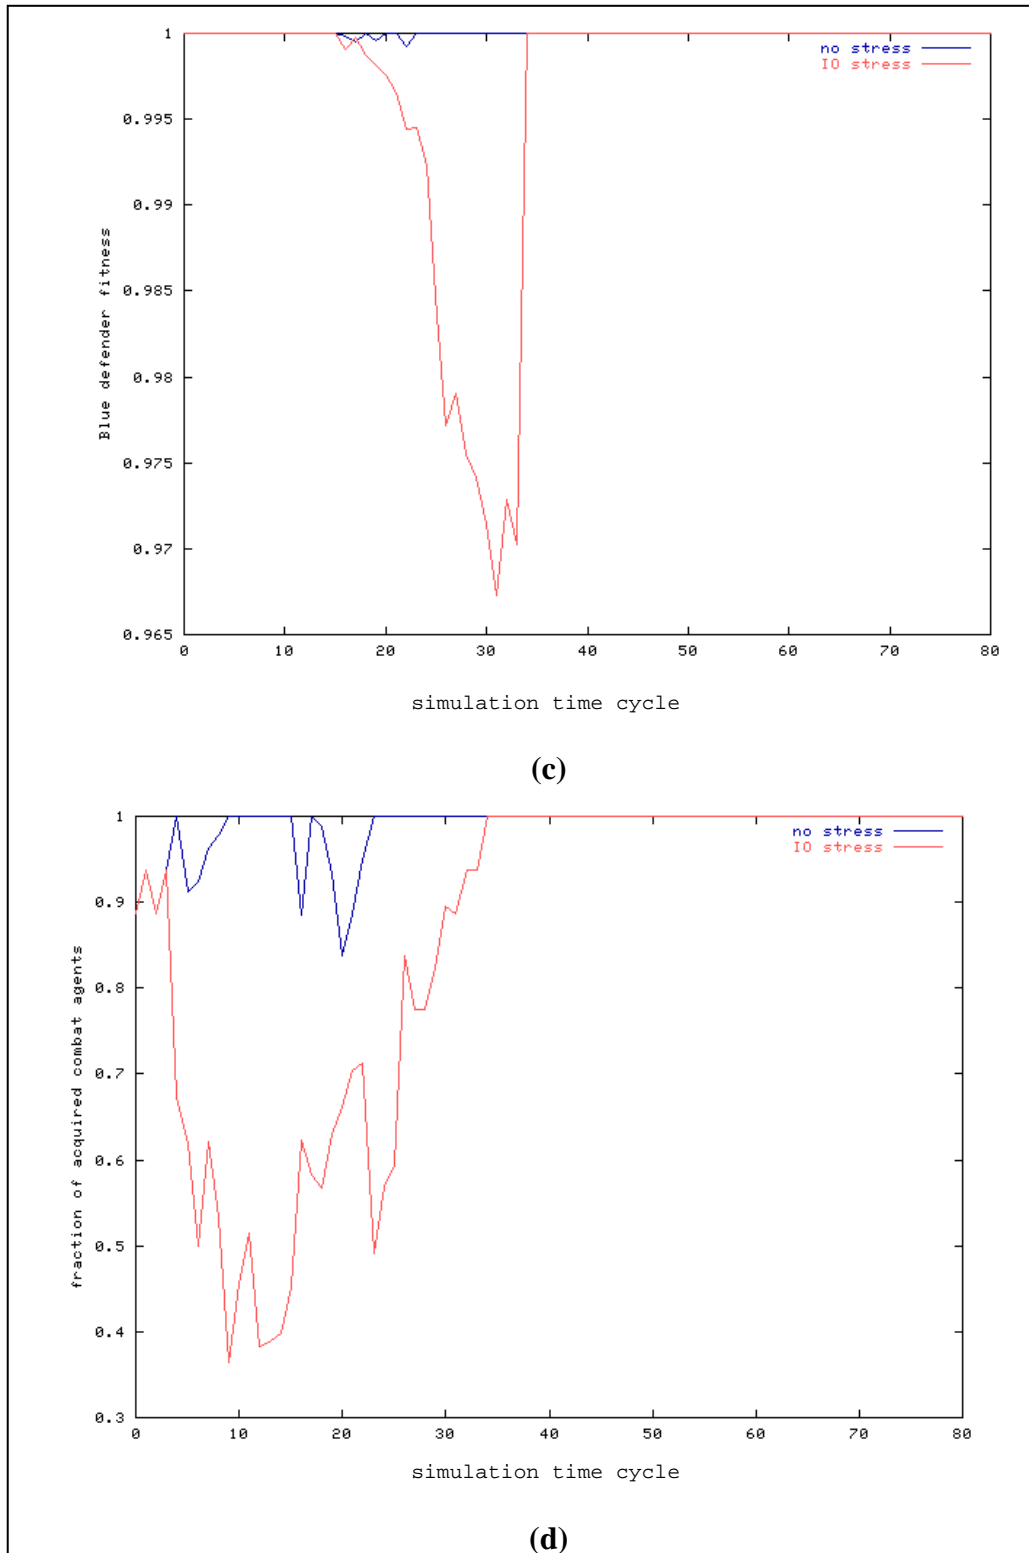 1
no stress
IO stress
0.995
0.99
0.985
Blue defender fitness
0.98
0.975
0.97
0.965
0 10 20 30 40 50 60 70 80
simulation time cycle
(c)
1
no stress
IO stress
0.9
0.8
fraction of acquired combat agents
0.7
0.6
0.5
0.4
0.3
0 10 20 30 40 50 60 70 80
simulation time cycle
(d)